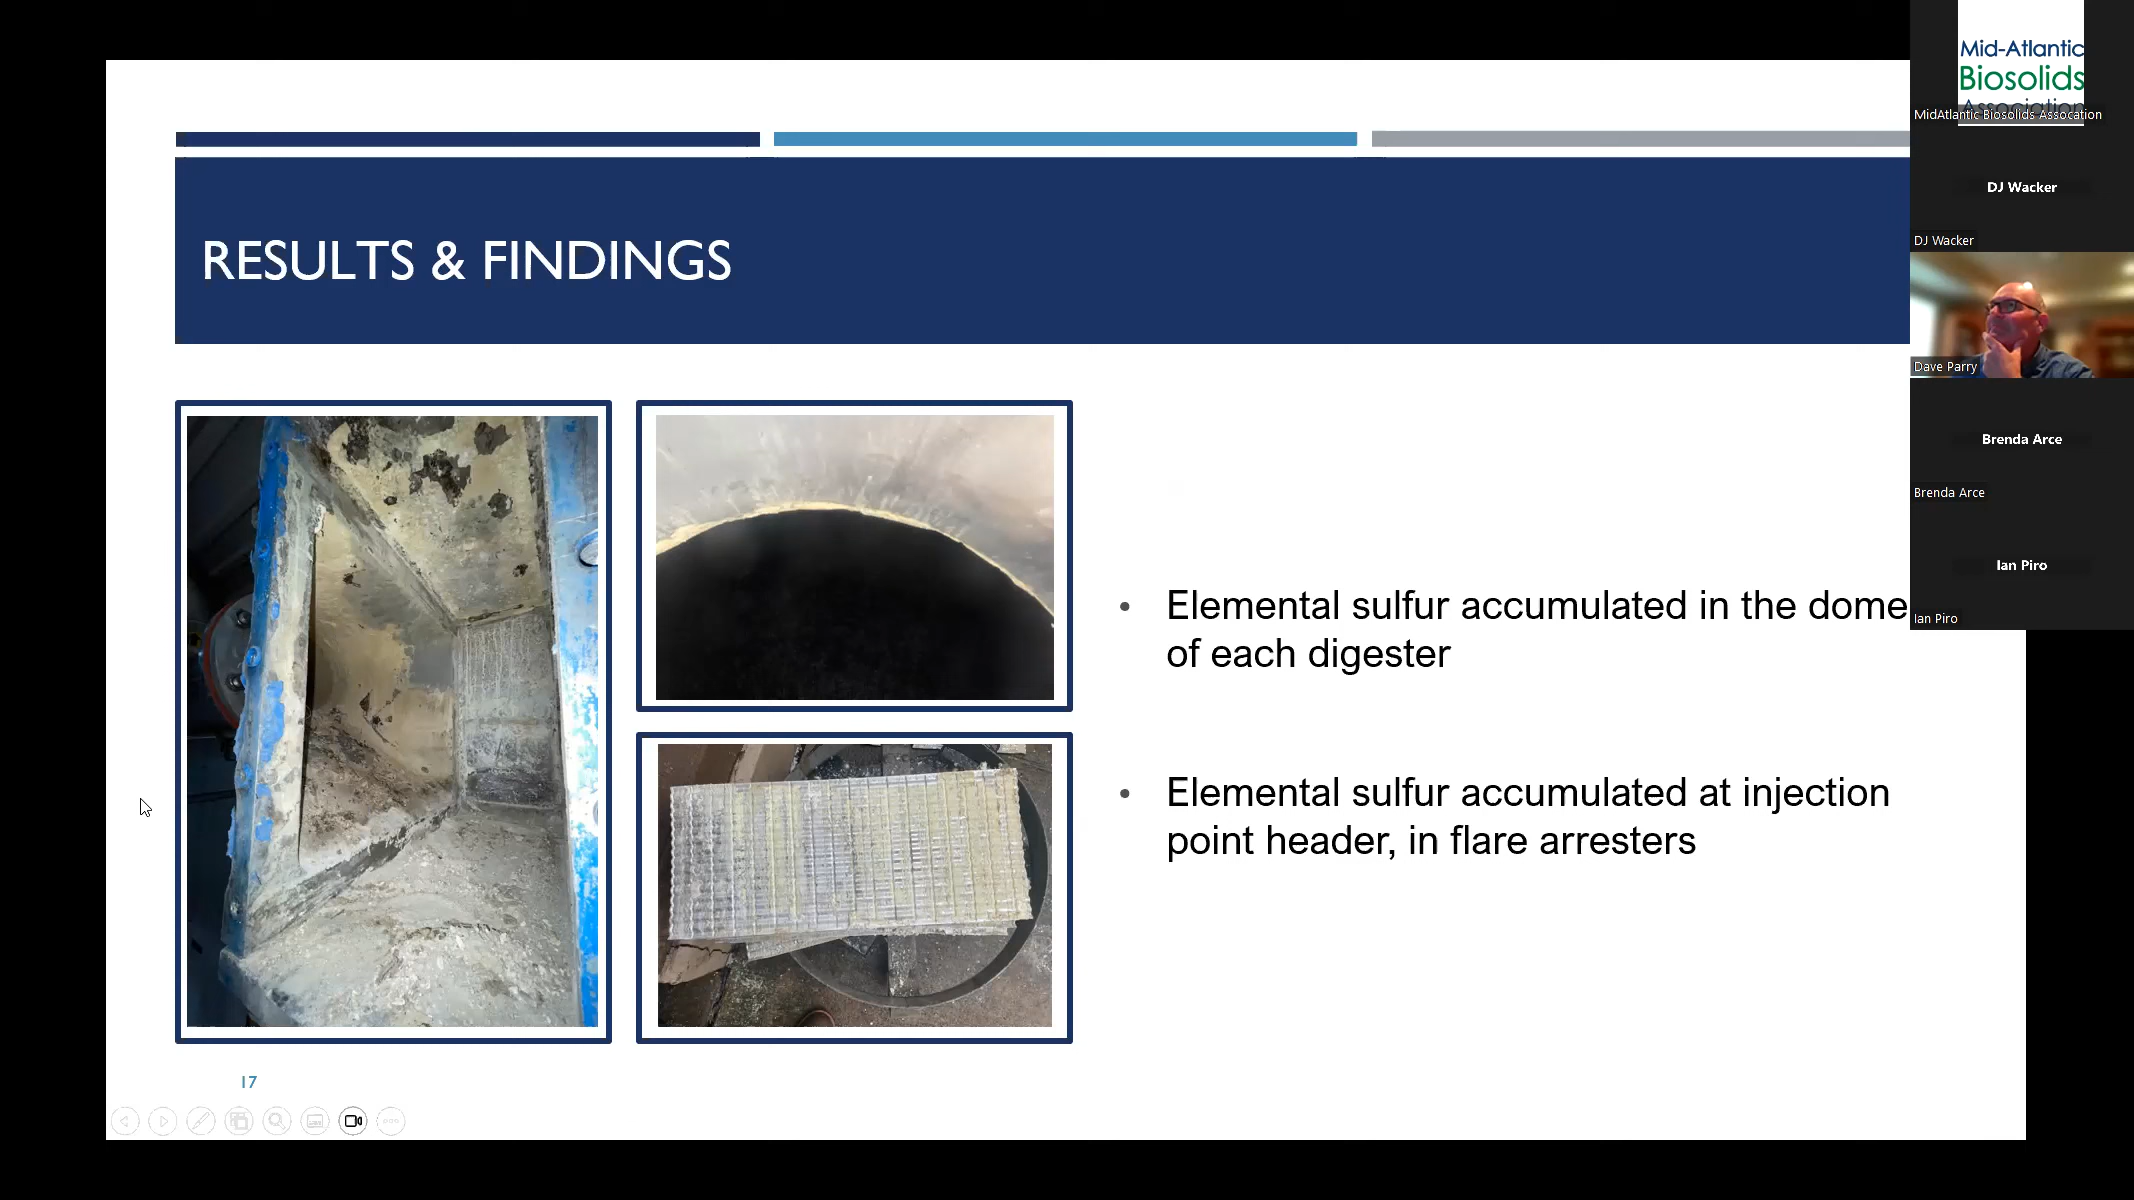 RESULTS & FINDINGS
• Elemental sulfur accumulated in the dome
of each digester
• Elemental sulfur accumulated at injection
point header, in flare arresters
17
Mid-Atlantic
Biosolids
Association
MidAtlantic Biosolids Assocation
DJ Wacker
DJ Wacker
Dave Parry
Brenda Arce
Brenda Arce
Ian Piro
Ian Piro